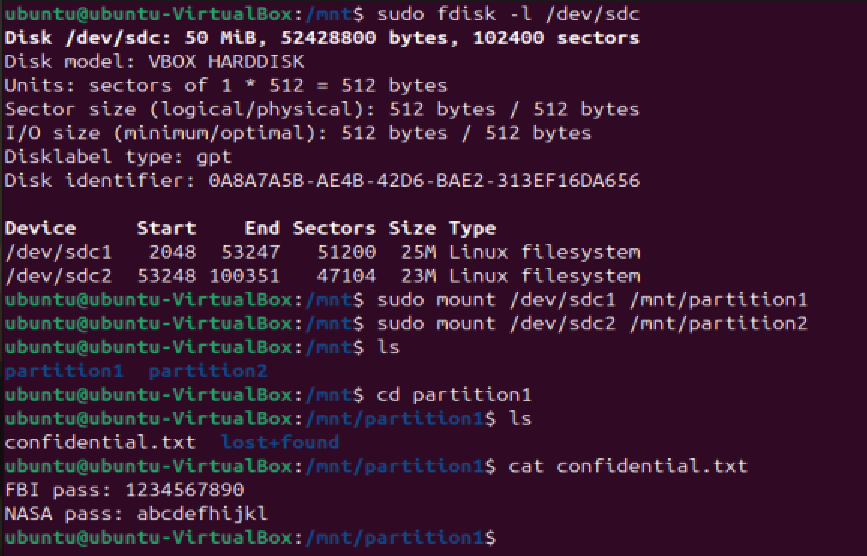 ubuntu@ubuntu-VirtualBox:/mnt$ sudo fdisk -l /dev/sdc
Disk /dev/sdc: 50 MiB, 52428800 bytes, 102400 sectors
Disk model: VBOX HARDDISK
Units: sectors of 1 * 512 = 512 bytes
Sector size (logical/physical): 512 bytes / 512 bytes
I/O size (minimum/optimal): 512 bytes / 512 bytes
Disklabel type: gpt
Disk identifier: 0A8A7A5B-AE4B-42D6-BAE2-313EF16DA656
Device Start End Sectors Size Type
/dev/sdc1 2048 53247 51200 25M Linux filesystem
/dev/sdc2 53248 100351 47104 23M Linux filesystem
ubuntu@ubuntu-VirtualBox:/mnt$ sudo mount /dev/sdc1 /mnt/partition1
ubuntu@ubuntu-VirtualBox:/mnt$ sudo mount /dev/sdc2 /mnt/partition2
ubuntu@ubuntu-VirtualBox:/mnt$ ls
partition1 partition2
ubuntu@ubuntu-VirtualBox:/mnt$ cd partition1
ubuntu@ubuntu-VirtualBox:/mnt/partition1$ ls
confidential.txt lost+found
ubuntu@ubuntu-VirtualBox:/mnt/partition1$ cat confidential.txt
FBI pass: 1234567890
NASA pass: abcdefhijkl
ubuntu@ubuntu-VirtualBox:/mnt/partition1$